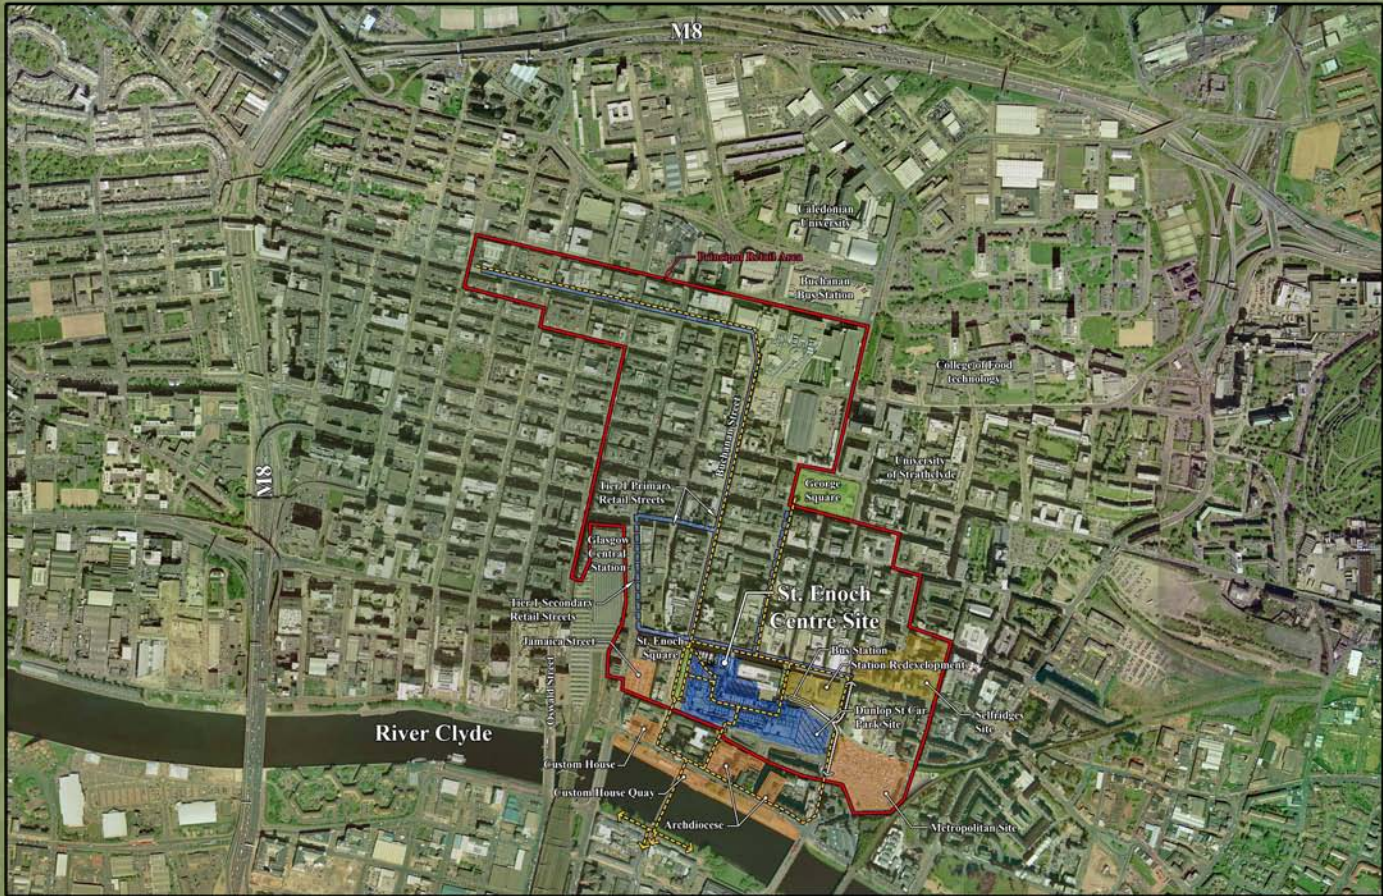 M8
Caledonian
University
Principal Retail Area
Buchanan
Bus Station
College of Food
technology
Buchanan Street
M8
University
of Strathclyde
George
Square
Tier 1 Primary
Retail Streets
Glasgow
Central
Station
St. Enoch
Centre Site
Tier 1 Secondary
Retail Streets
Jamaica Street
St. Enoch
Square
Bus Station
Station Redevelopment
Oswald Street
Dunlop St Car
Park Site
Selfridges
Site
River Clyde
Custom House
Custom House Quay
Archdiocese
Metropolitan Site